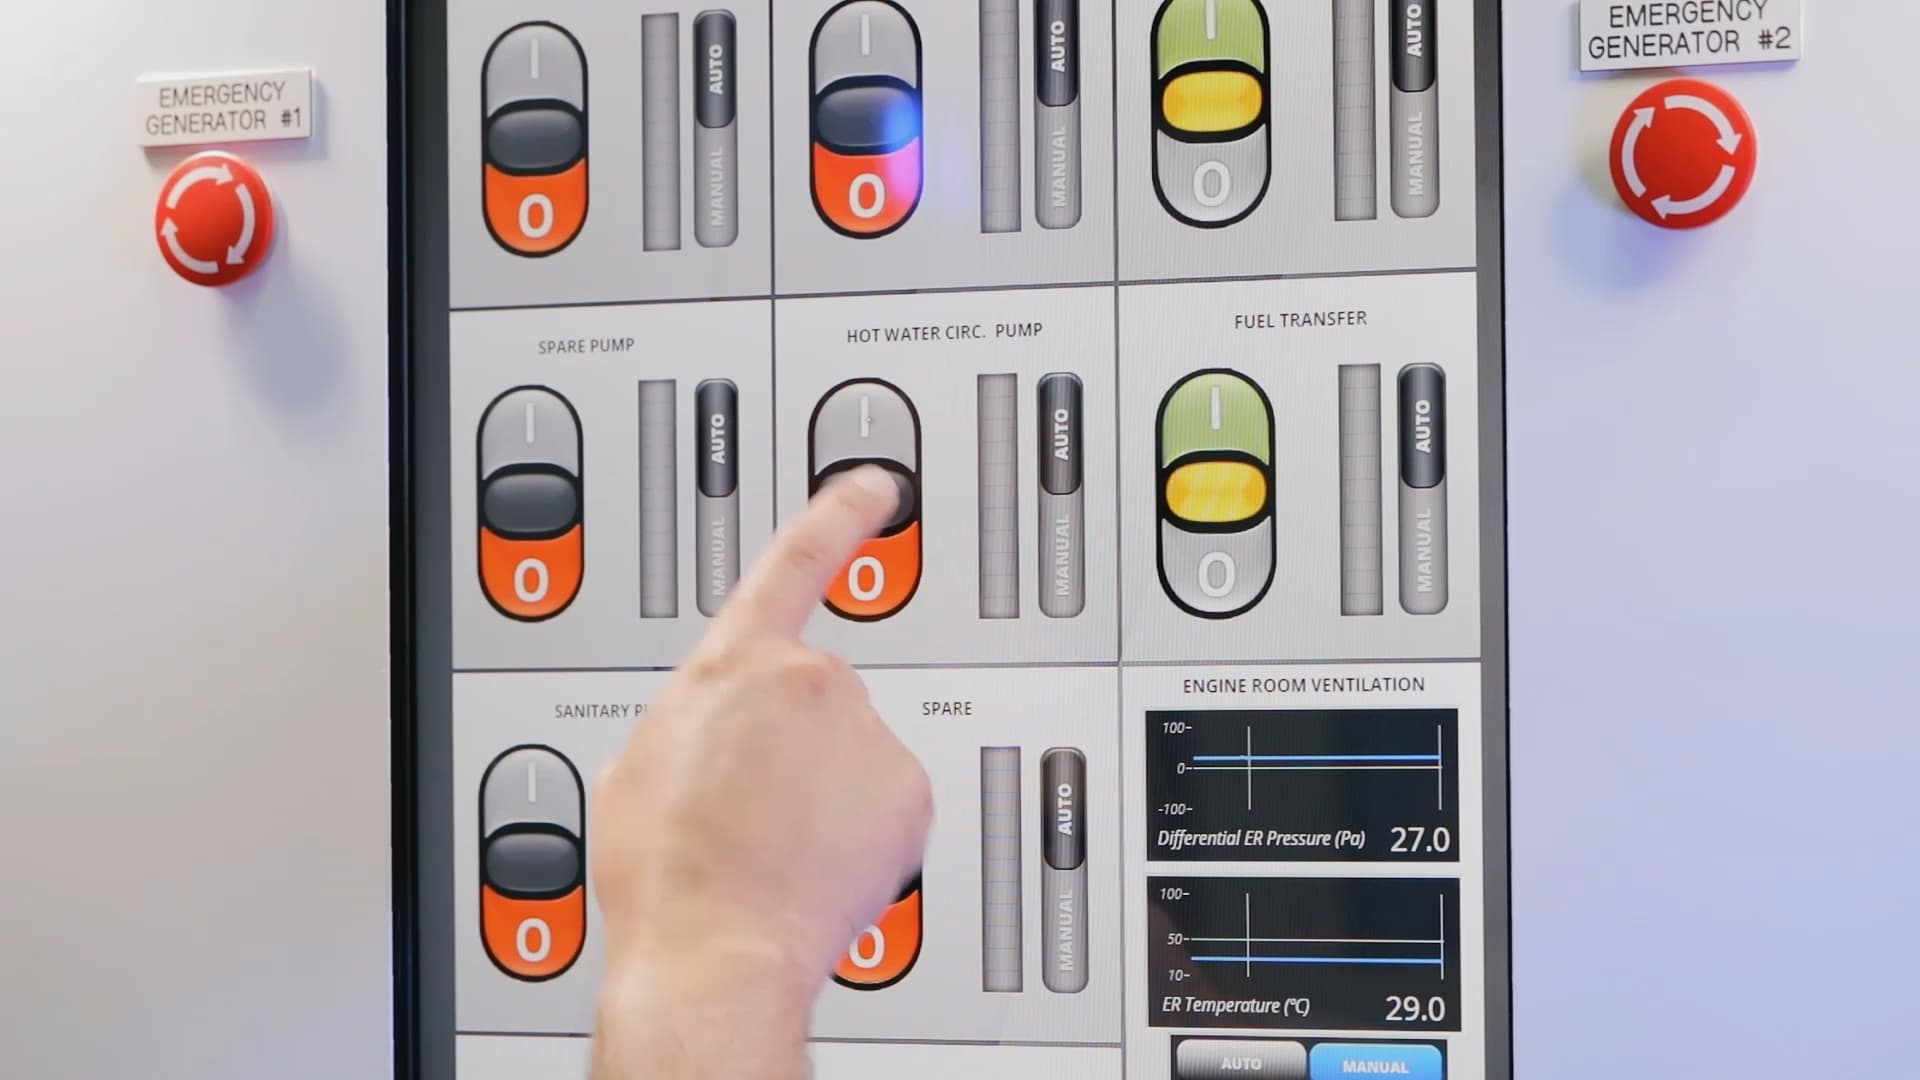 EMERGENCY
GENERATOR #1
EMERGENCY
GENERATOR #2
I
O
AUTO
MANUAL
I
O
AUTO
MANUAL
I
O
AUTO
MANUAL
SPARE PUMP
I
O
AUTO
MANUAL
HOT WATER CIRC. PUMP
I
O
AUTO
MANUAL
FUEL TRANSFER
I
O
AUTO
MANUAL
SANITARY
I
O
SPARE
O
AUTO
MANUAL
ENGINE ROOM VENTILATION
100-
0-
-100-
Differential ER Pressure (Pa) 27.0
100-
50-
10-
ER Temperature (°C) 29.0
AUTO MANUAL